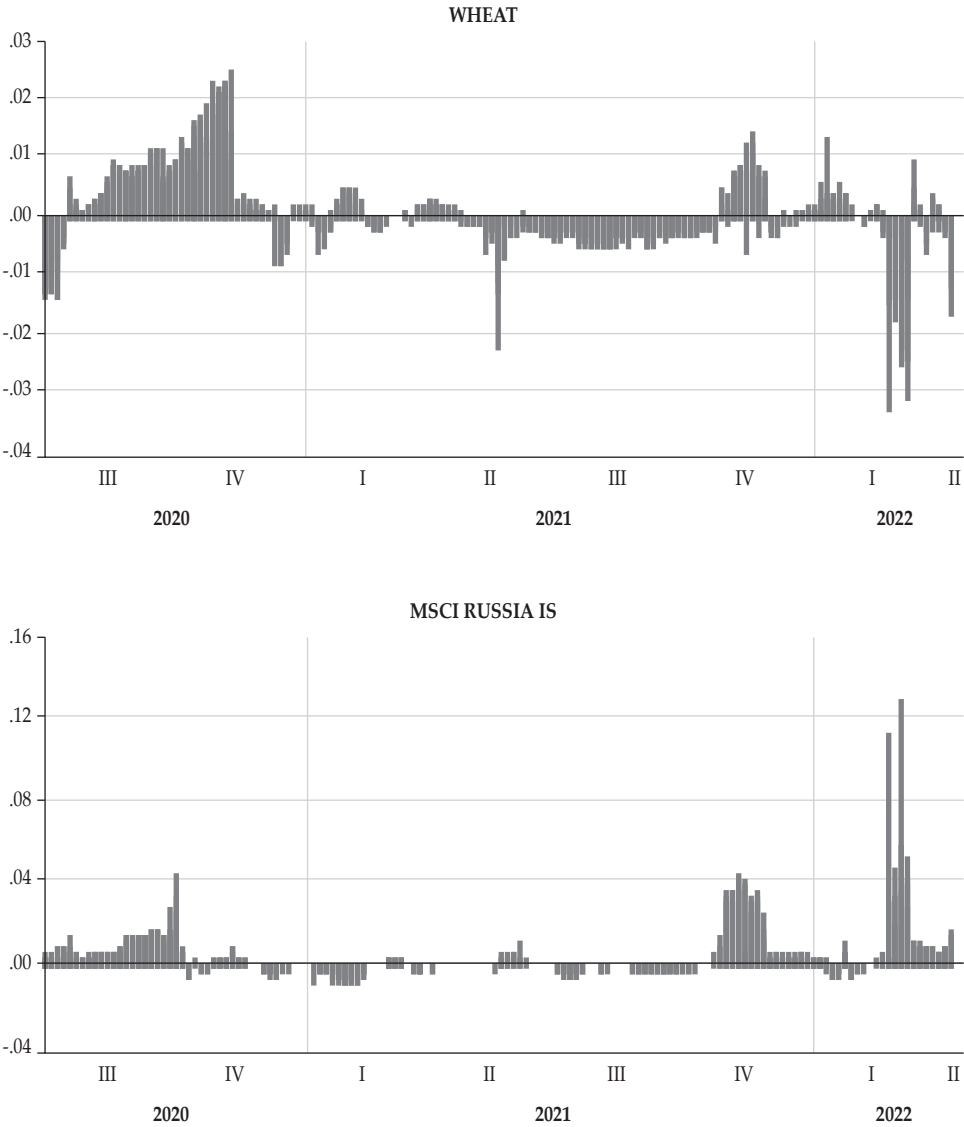 WHEAT
.03
.02
.01
.00
-.01
-.02
-.03
-.04
III IV I II III IV I II
2020 2021 2022
MSCI RUSSIA IS
.16
.12
.08
.04
.00
-.04
III IV I II III IV I II
2020 2021 2022